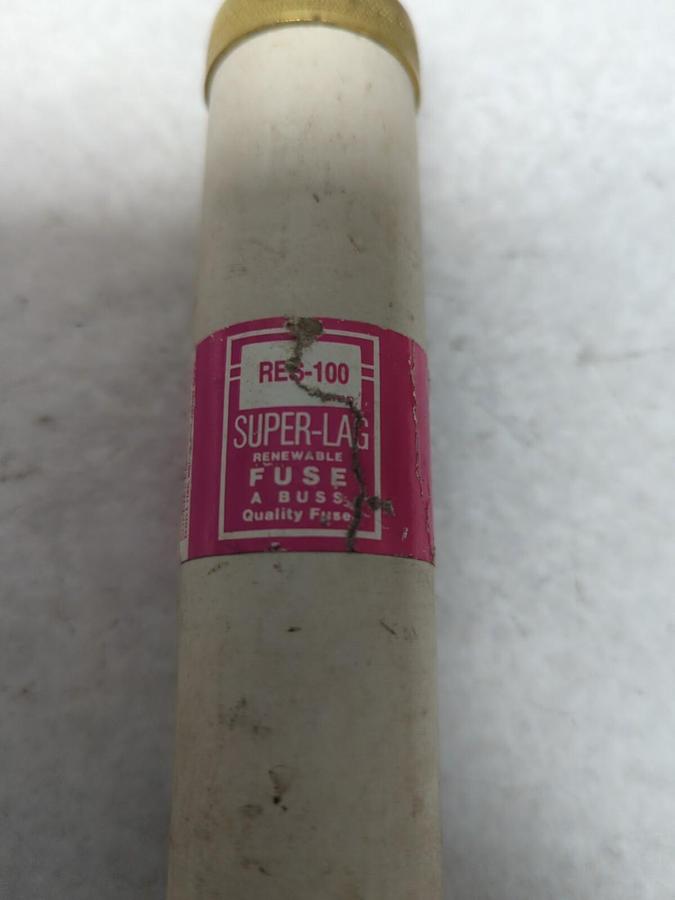 RES-100
SUPER-LAG
RENEWABLE
FUSE
A BUSS
Quality Fuse